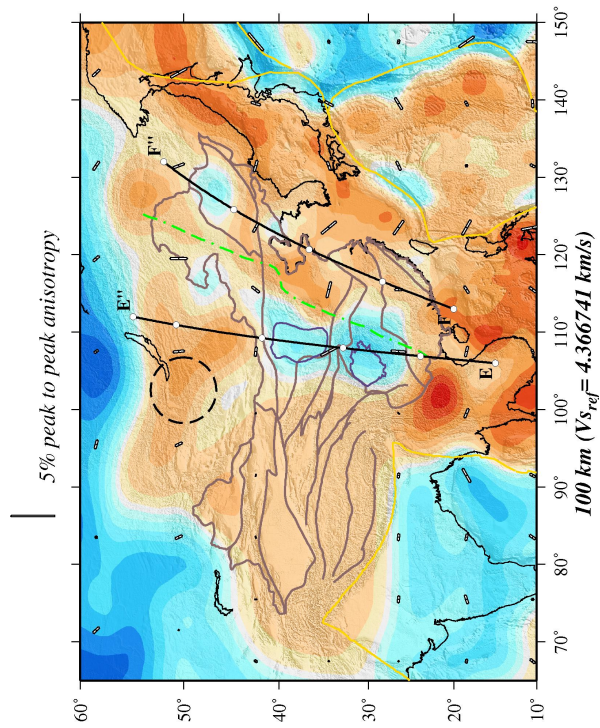 5% peak to peak anisotropy
60°
50°
40°
30°
20°
10°
E"
F"
E
F
70° 80° 90° 100° 110° 120° 130° 140° 150°
100 km (Vs_ref= 4.366741 km/s)